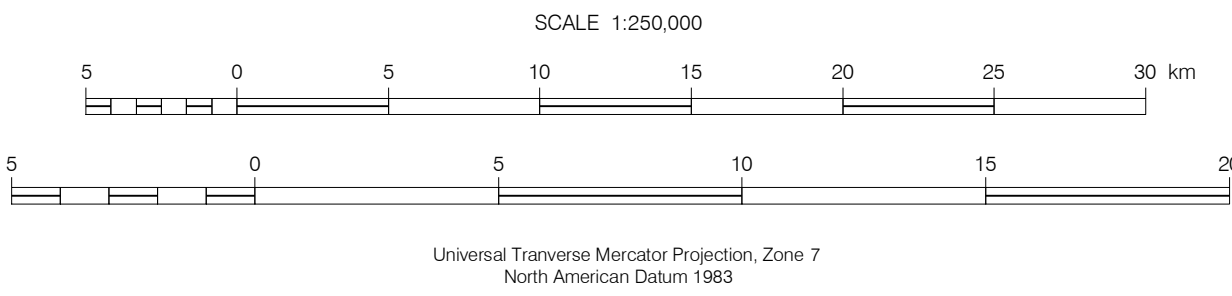 SCALE 1:250,000
5 0 5 10 15 20 25 30 km
5 0 5 10 15 20
Universal Tranverse Mercator Projection, Zone 7
North American Datum 1983